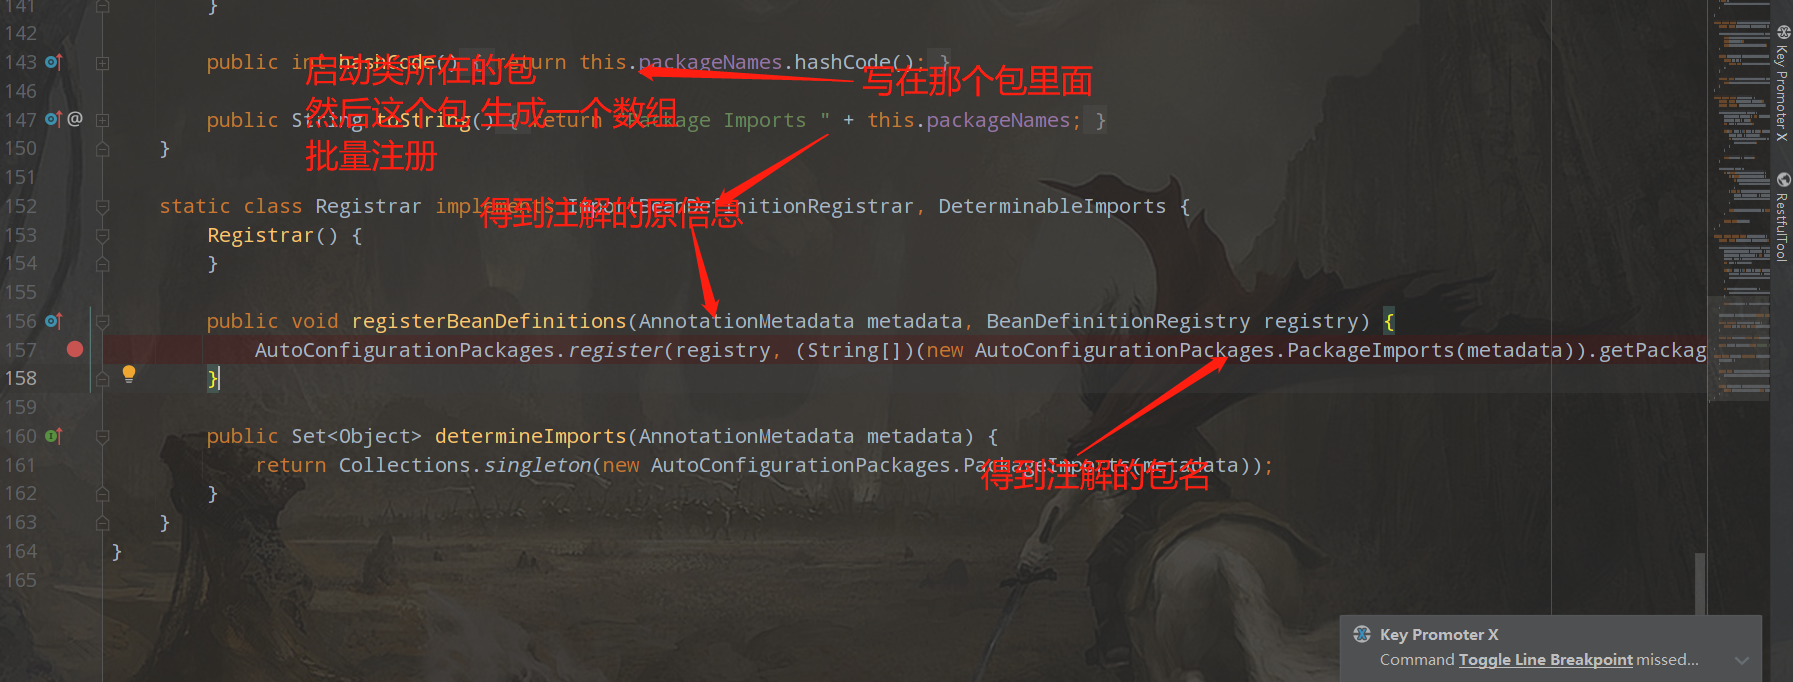 141 }
142
143 public int hashCode() { return this.packageNames.hashCode(); }
启动类所在的包
写在那个包里面
146
然后这个包 生成一个数组
147 @ public String toString() { return "Package Imports " + this.packageNames; }
150 }
批量注册
151
152 static class Registrar implements ImportBeanDefinitionRegistrar, DeterminableImports {
得到注解的原信息
153 Registrar() {
154 }
155
156 public void registerBeanDefinitions(AnnotationMetadata metadata, BeanDefinitionRegistry registry) {
157 AutoConfigurationPackages.register(registry, (String[])(new AutoConfigurationPackages.PackageImports(metadata)).getPackag
158 }
159
160 public Set<Object> determineImports(AnnotationMetadata metadata) {
161 return Collections.singleton(new AutoConfigurationPackages.PackageImports(metadata));
得到注解的包名
162 }
163 }
164 }
165
Key Promoter X
RestfulTool
Key Promoter X
Command Toggle Line Breakpoint missed...